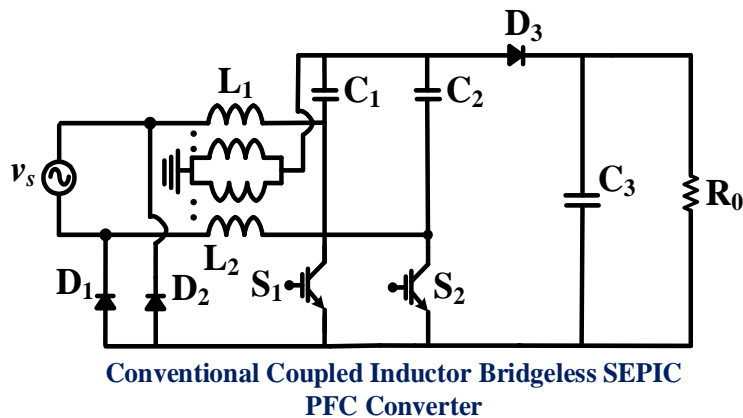 D3
L1
C1
C2
vs
C3
R0
L2
D1
D2
S1
S2
Conventional Coupled Inductor Bridgeless SEPIC
PFC Converter